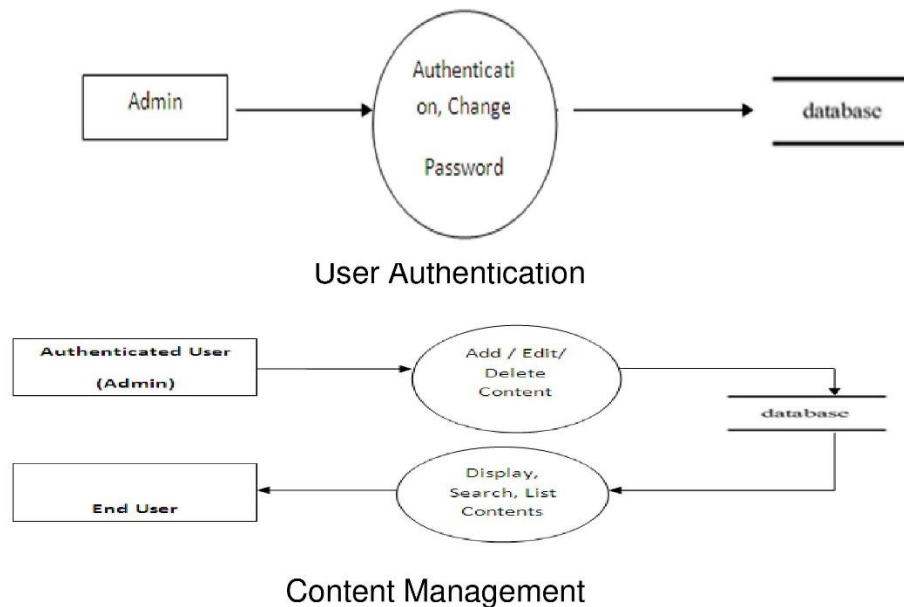 Admin
Authenticati
on, Change
Password
database
User Authentication
Authenticated User
(Admin)
Add / Edit/
Delete
Content
database
Display,
Search, List
Contents
End User
Content Management